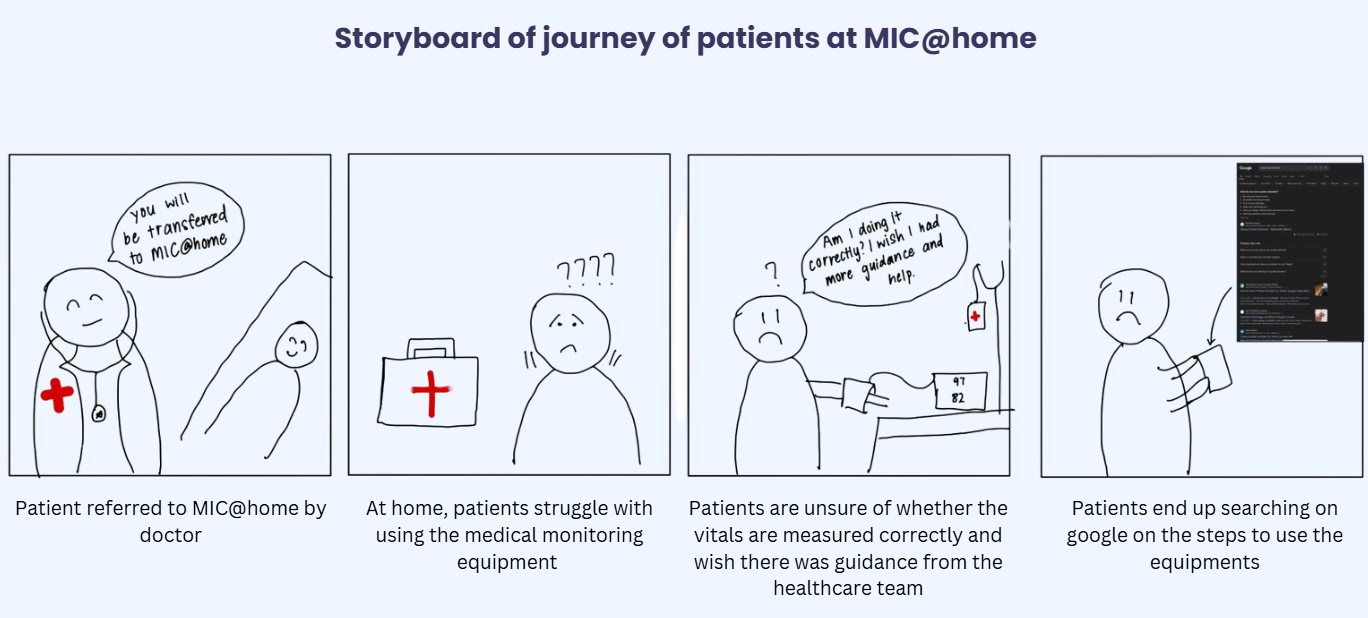 Storyboard of journey of patients at MIC@home
you will
be transferred
to MIC@home
Patient referred to MIC@home by
doctor
????
At home, patients struggle with
using the medical monitoring
equipment
?
Am I doing it
correctly? I wish I had
more guidance and
help.
97
82
Patients are unsure of whether the
vitals are measured correctly and
wish there was guidance from the
healthcare team
Google
Patients end up searching on
google on the steps to use the
equipments